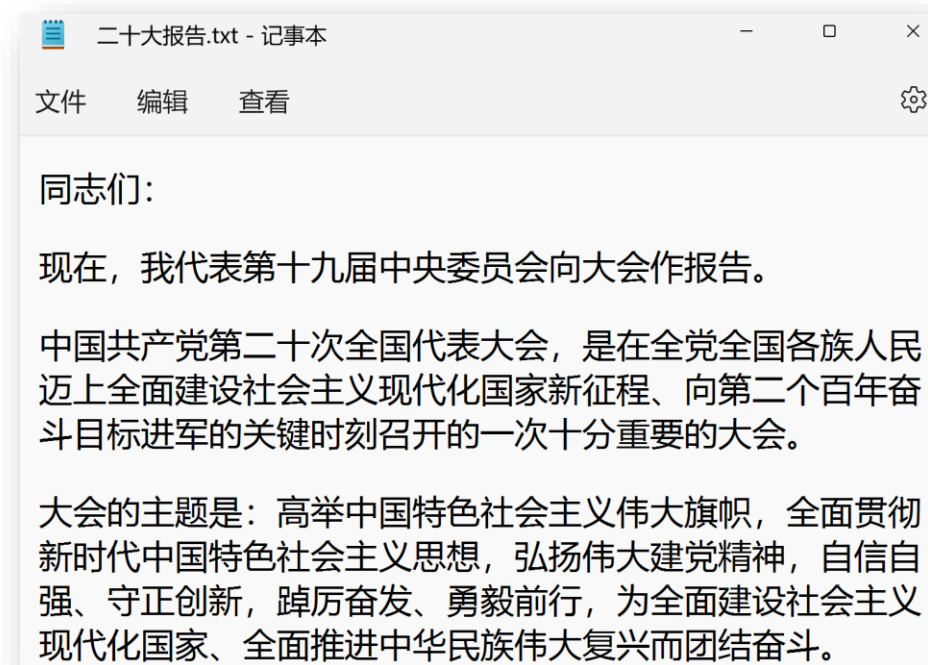 二十大报告.txt - 记事本
文件 编辑 查看
同志们：
现在，我代表第十九届中央委员会向大会作报告。
中国共产党第二十次全国代表大会，是在全党全国各族人民
迈上全面建设社会主义现代化国家新征程、向第二个百年奋
斗目标进军的关键时刻召开的一次十分重要的大会。
大会的主题是：高举中国特色社会主义伟大旗帜，全面贯彻
新时代中国特色社会主义思想，弘扬伟大建党精神，自信自
强、守正创新，踔厉奋发、勇毅前行，为全面建设社会主义
现代化国家、全面推进中华民族伟大复兴而团结奋斗。